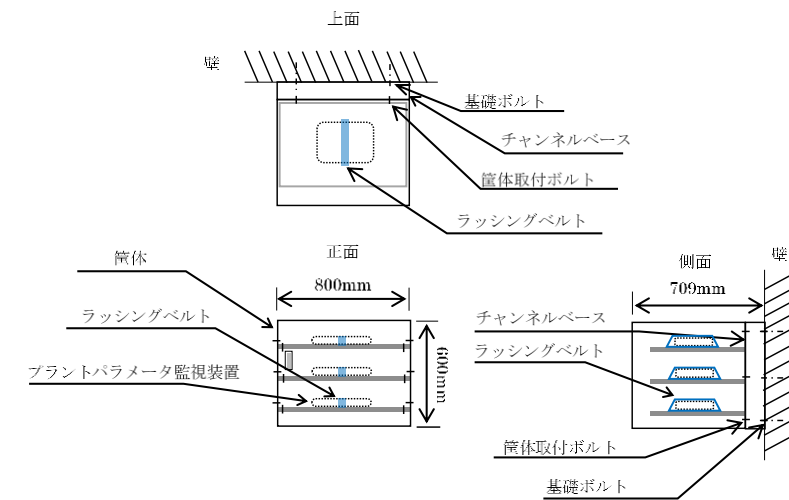 上面
壁
基礎ボルト
チャンネルベース
筐体取付ボルト
ラッシングベルト
正面
側面
壁
筐体
800mm
709mm
ラッシングベルト
チャンネルベース
ラッシングベルト
プラントパラメータ監視装置
600mm
筐体取付ボルト
基礎ボルト